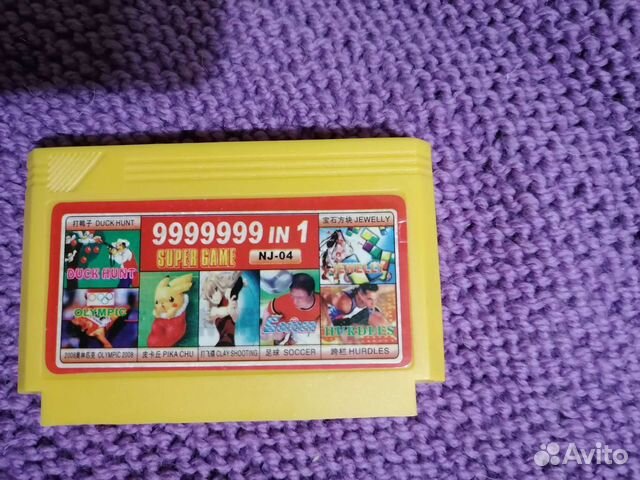 打鸭子 DUCK HUNT
宝石方块 JEWELLY
9999999 IN 1
SUPER GAME
NJ-04
DUCK HUNT
JEWELLY
OLYMPIC
Soccer
HURDLES
2008奥林匹克 OLYMPIC 2008
皮卡丘 PIKA CHU
打飞碟 CLAY SHOOTING
足球 SOCCER
跨栏 HURDLES
Avito